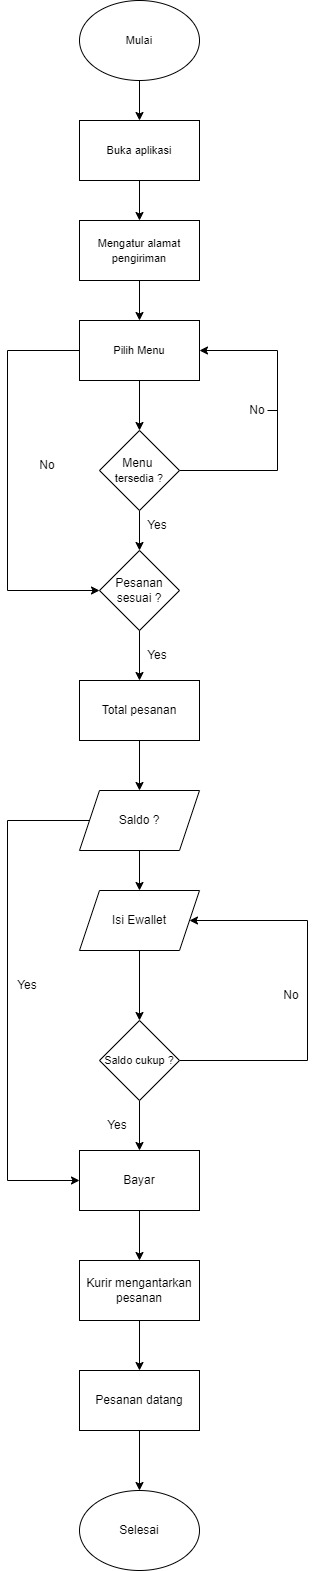 Mulai
Buka aplikasi
Mengatur alamat
pengiriman
Pilih Menu
No
Menu
tersedia ?
No
Yes
Pesanan
sesuai ?
Yes
Total pesanan
Saldo ?
Isi Ewallet
Yes
No
Saldo cukup ?
Yes
Bayar
Kurir mengantarkan
pesanan
Pesanan datang
Selesai